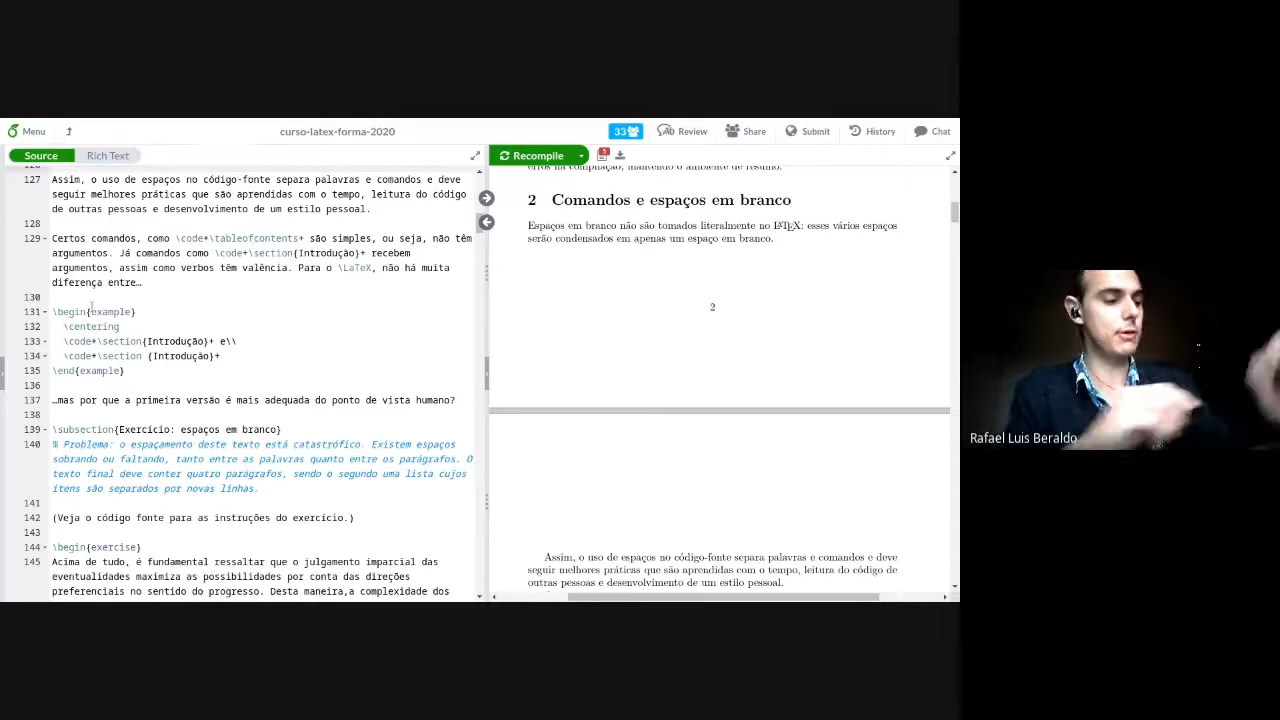 Menu
curso-latex-forma-2020
33
Review
Share
Submit
History
Chat
Source
Rich Text
Recompile
5
127 Assim, o uso de espaços no código-fonte separa palavras e comandos e deve
seguir melhores práticas que são aprendidas com o tempo, leitura do código
de outras pessoas e desenvolvimento de um estilo pessoal.
128
129 Certos comandos, como \code+\tableofcontents+ são simples, ou seja, não têm
argumentos. Já comandos como \code+\section{Introdução}+ recebem
argumentos, assim como verbos têm valência. Para o \LaTeX, não há muita
diferença entre…
130
131 \begin{example}
132 \centering
133 \code+\section{Introdução}+ e\\
134 \code+\section {Introdução}+
135 \end{example}
136
137 …mas por que a primeira versão é mais adequada do ponto de vista humano?
138
139 \subsection{Exercício: espaços em branco}
140 % Problema: o espaçamento deste texto está catastrófico. Existem espaços
sobrando ou faltando, tanto entre as palavras quanto entre os parágrafos. O
texto final deve conter quatro parágrafos, sendo o segundo uma lista cujos
itens são separados por novas linhas.
141
142 (Veja o código fonte para as instruções do exercício.)
143
144 \begin{exercise}
145 Acima de tudo, é fundamental ressaltar que o julgamento imparcial das
eventualidades maximiza as possibilidades por conta das direções
preferenciais no sentido do progresso. Desta maneira,a complexidade dos
erros na compilação, mantendo o ambiente de resumo.
2 Comandos e espaços em branco
Espaços em branco não são tomados literalmente no LATEX: esses vários espaços
serão condensados em apenas um espaço em branco.
2
Assim, o uso de espaços no código-fonte separa palavras e comandos e deve
seguir melhores práticas que são aprendidas com o tempo, leitura do código de
outras pessoas e desenvolvimento de um estilo pessoal.
Rafael Luis Beraldo